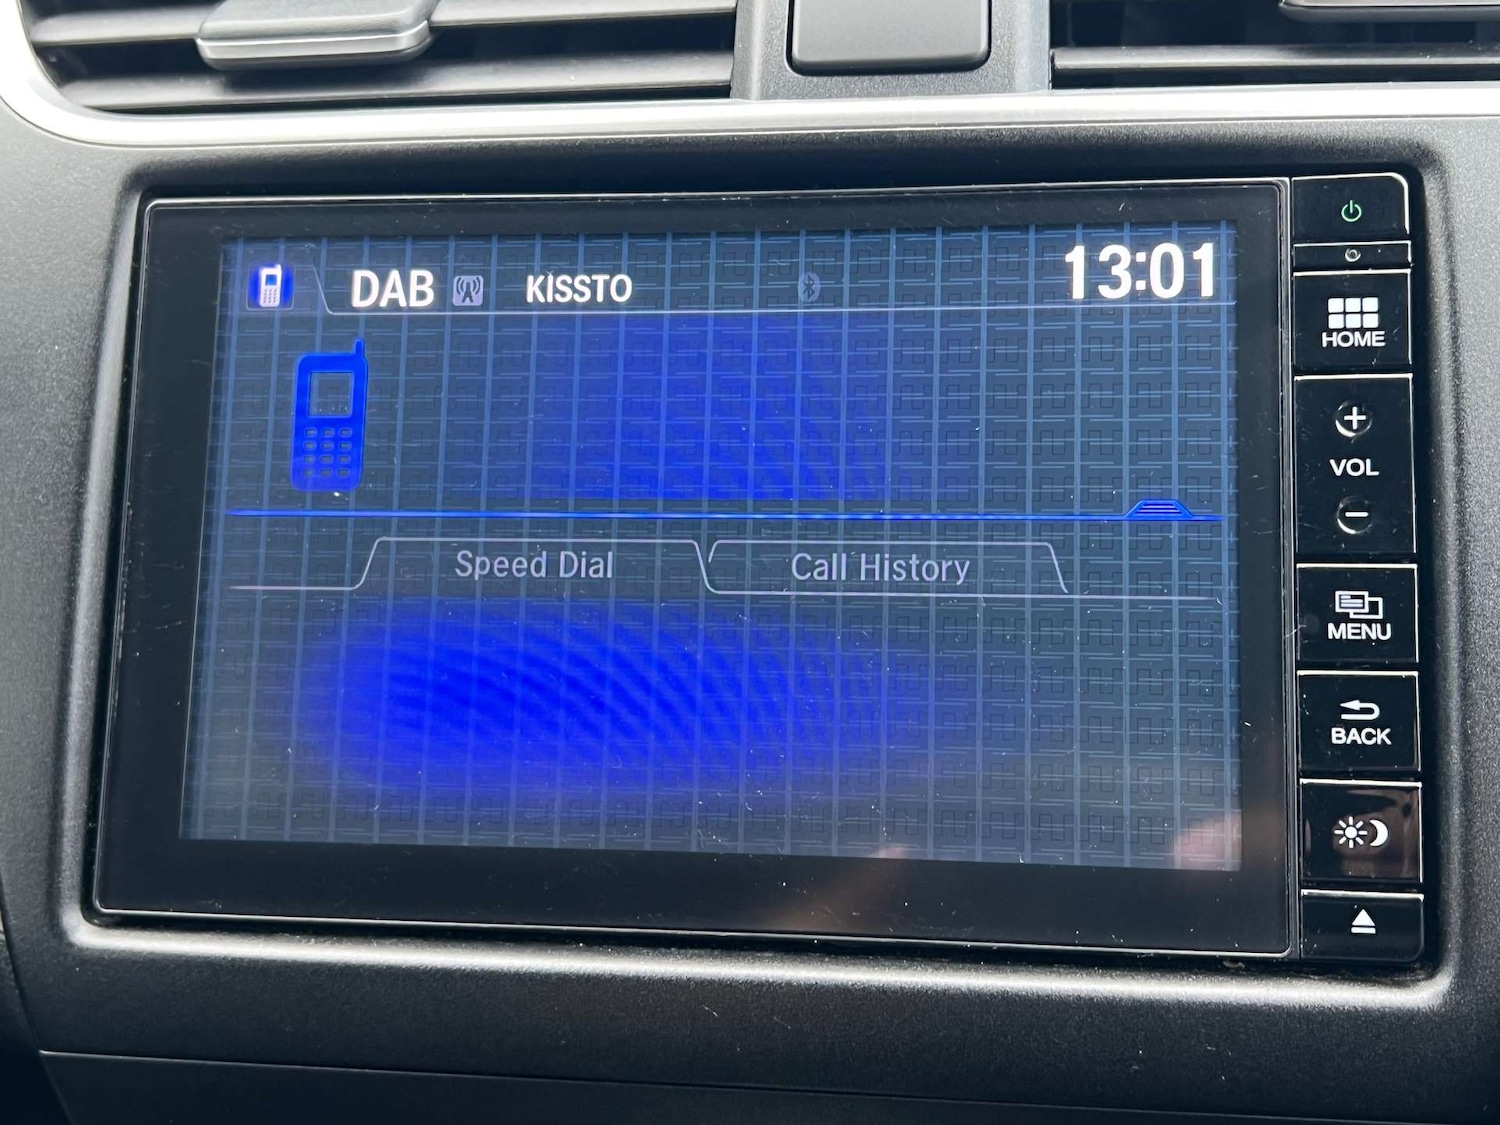 DAB KISSTO 13:01
Speed Dial Call History
HOME
+
VOL
−
MENU
BACK